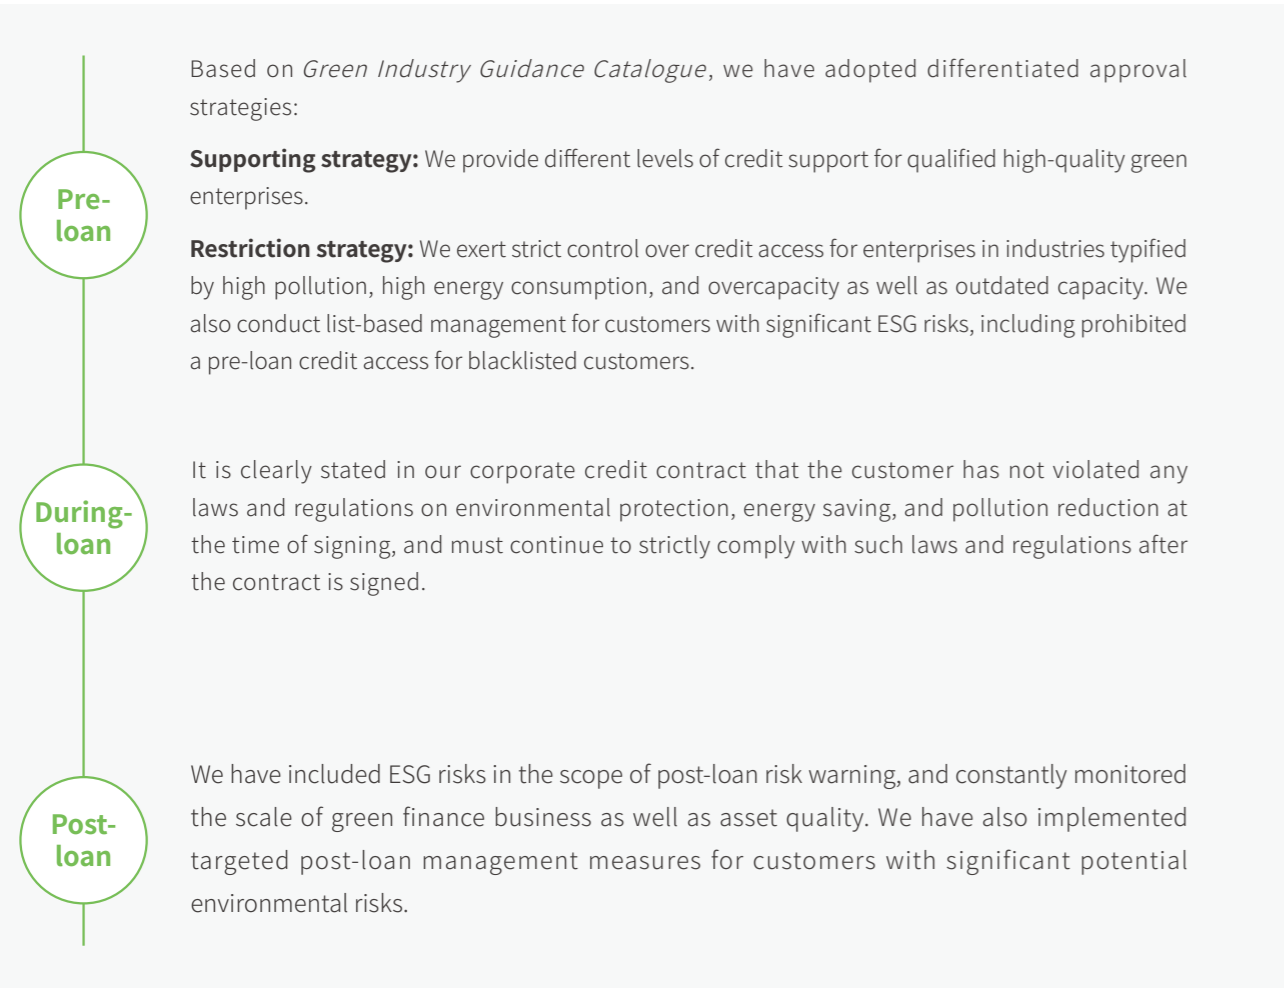 Based on Green Industry Guidance Catalogue, we have adopted differentiated approval
strategies:
Supporting strategy: We provide different levels of credit support for qualified high-quality green
enterprises.
Pre-
loan
Restriction strategy: We exert strict control over credit access for enterprises in industries typified
by high pollution, high energy consumption, and overcapacity as well as outdated capacity. We
also conduct list-based management for customers with significant ESG risks, including prohibited
a pre-loan credit access for blacklisted customers.
During-
loan
It is clearly stated in our corporate credit contract that the customer has not violated any
laws and regulations on environmental protection, energy saving, and pollution reduction at
the time of signing, and must continue to strictly comply with such laws and regulations after
the contract is signed.
Post-
loan
We have included ESG risks in the scope of post-loan risk warning, and constantly monitored
the scale of green finance business as well as asset quality. We have also implemented
targeted post-loan management measures for customers with significant potential
environmental risks.